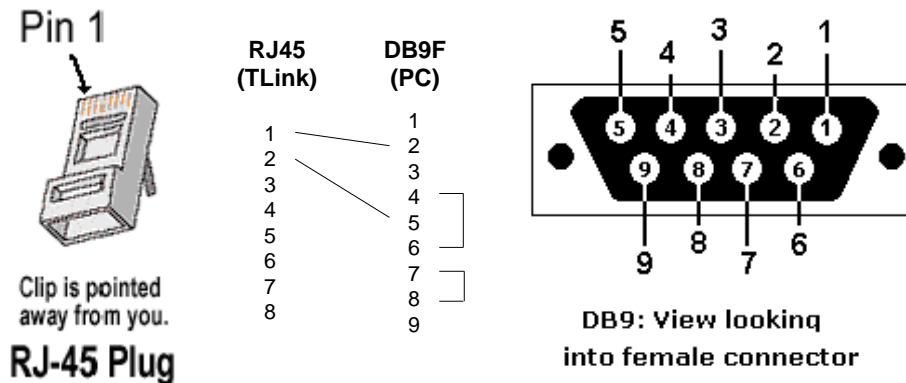 Pin 1
Clip is pointed
away from you.
RJ-45 Plug
RJ45
(TLink)
1
2
3
4
5
6
7
8
DB9F
(PC)
1
2
3
4
5
6
7
8
9
5 4 3 2 1
5 4 3 2 1
9 8 7 6
9 8 7 6
DB9: View looking
into female connector